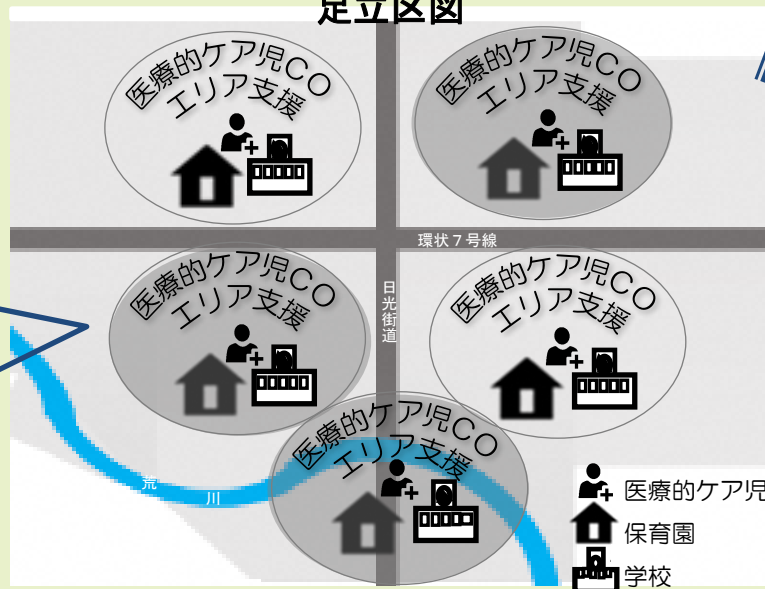 足立区図
医療的ケア児CO
エリア支援
医療的ケア児CO
エリア支援
環状7号線
医療的ケア児CO
エリア支援
日光街道
医療的ケア児CO
エリア支援
医療的ケア児CO
エリア支援
荒川
医療的ケア児
保育園
学校